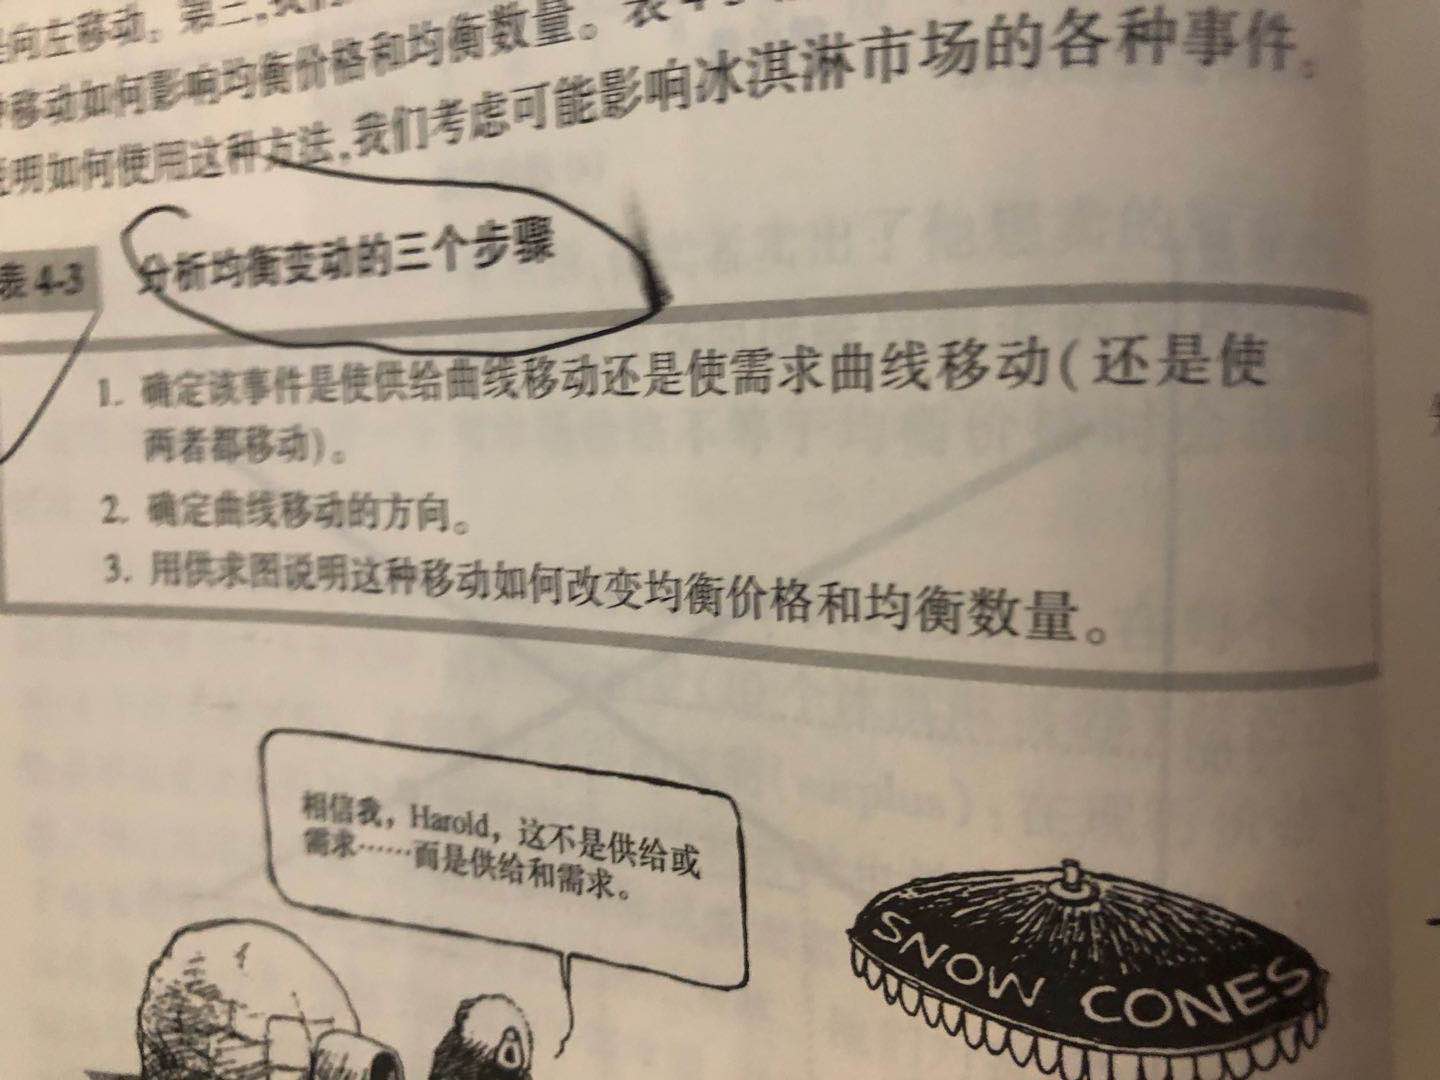 向左移动。第三，我们
移动如何影响均衡价格和均衡数量。表4-3
说明如何使用这种方法，我们考虑可能影响冰淇淋市场的各种事件。
表4-3 分析均衡变动的三个步骤
1. 确定该事件是使供给曲线移动还是使需求曲线移动(还是使
两者都移动)。
2. 确定曲线移动的方向。
3. 用供求图说明这种移动如何改变均衡价格和均衡数量。
相信我，Harold，这不是供给或
需求……而是供给和需求。
SNOW CONES